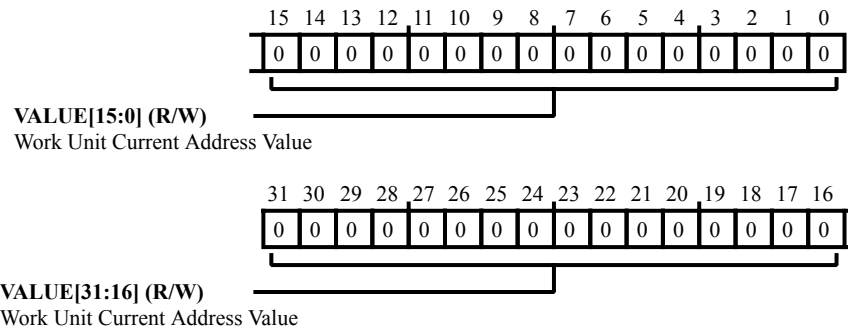 15 14 13 12 11 10 9 8 7 6 5 4 3 2 1 0
0 0 0 0 0 0 0 0 0 0 0 0 0 0 0 0
VALUE[15:0] (R/W)
Work Unit Current Address Value
31 30 29 28 27 26 25 24 23 22 21 20 19 18 17 16
0 0 0 0 0 0 0 0 0 0 0 0 0 0 0 0
VALUE[31:16] (R/W)
Work Unit Current Address Value